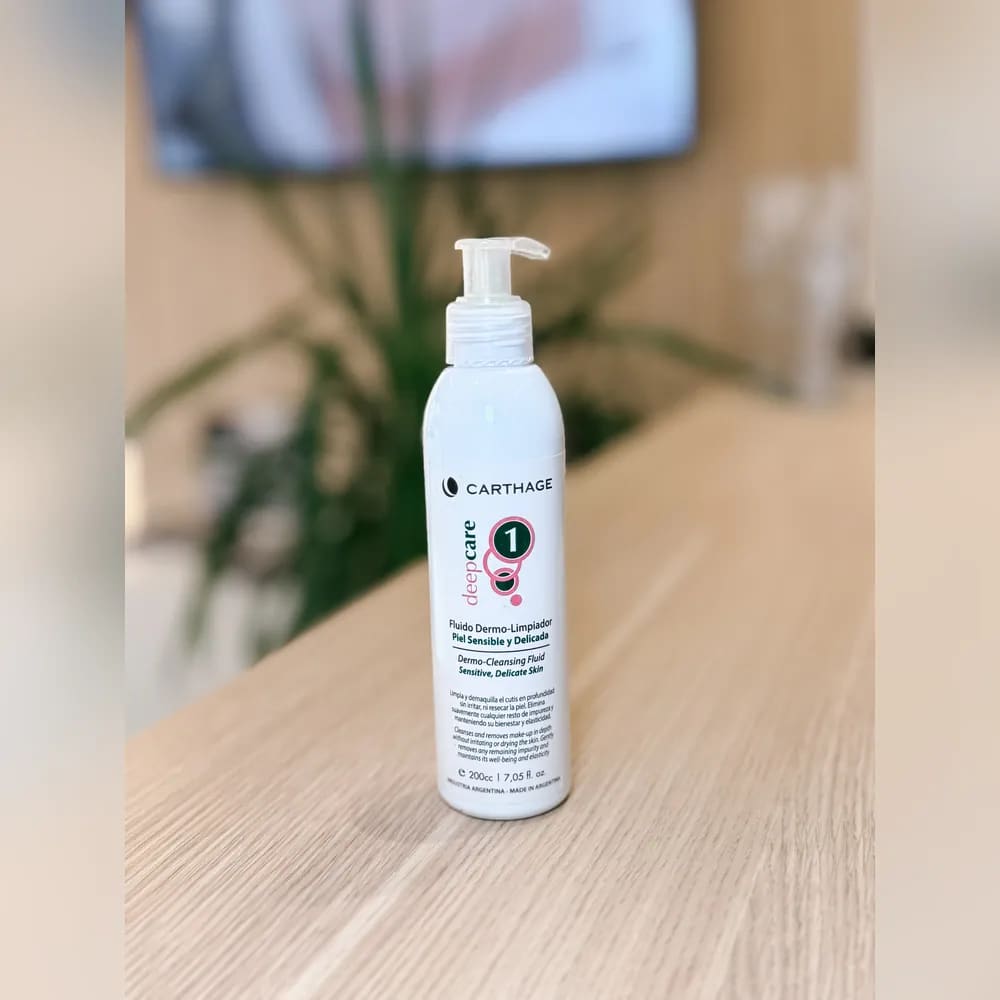 CARTHAGE
deepcare
1
Fluido Dermo-Limpiador
Piel Sensible y Delicada
Dermo-Cleansing Fluid
Sensitive, Delicate Skin
Limpia y demaquilla el cutis en profundidad
sin irritar, ni resecar la piel. Elimina
suavemente cualquier resto de impureza y
manteniendo su bienestar y elasticidad.
Cleanses and removes make-up in depth
without irritating or drying the skin. Gently
removes any remaining impurity and
maintains its well-being and elasticity.
e 200cc | 7,05 fl. oz.
INDUSTRIA ARGENTINA - MADE IN ARGENTINA